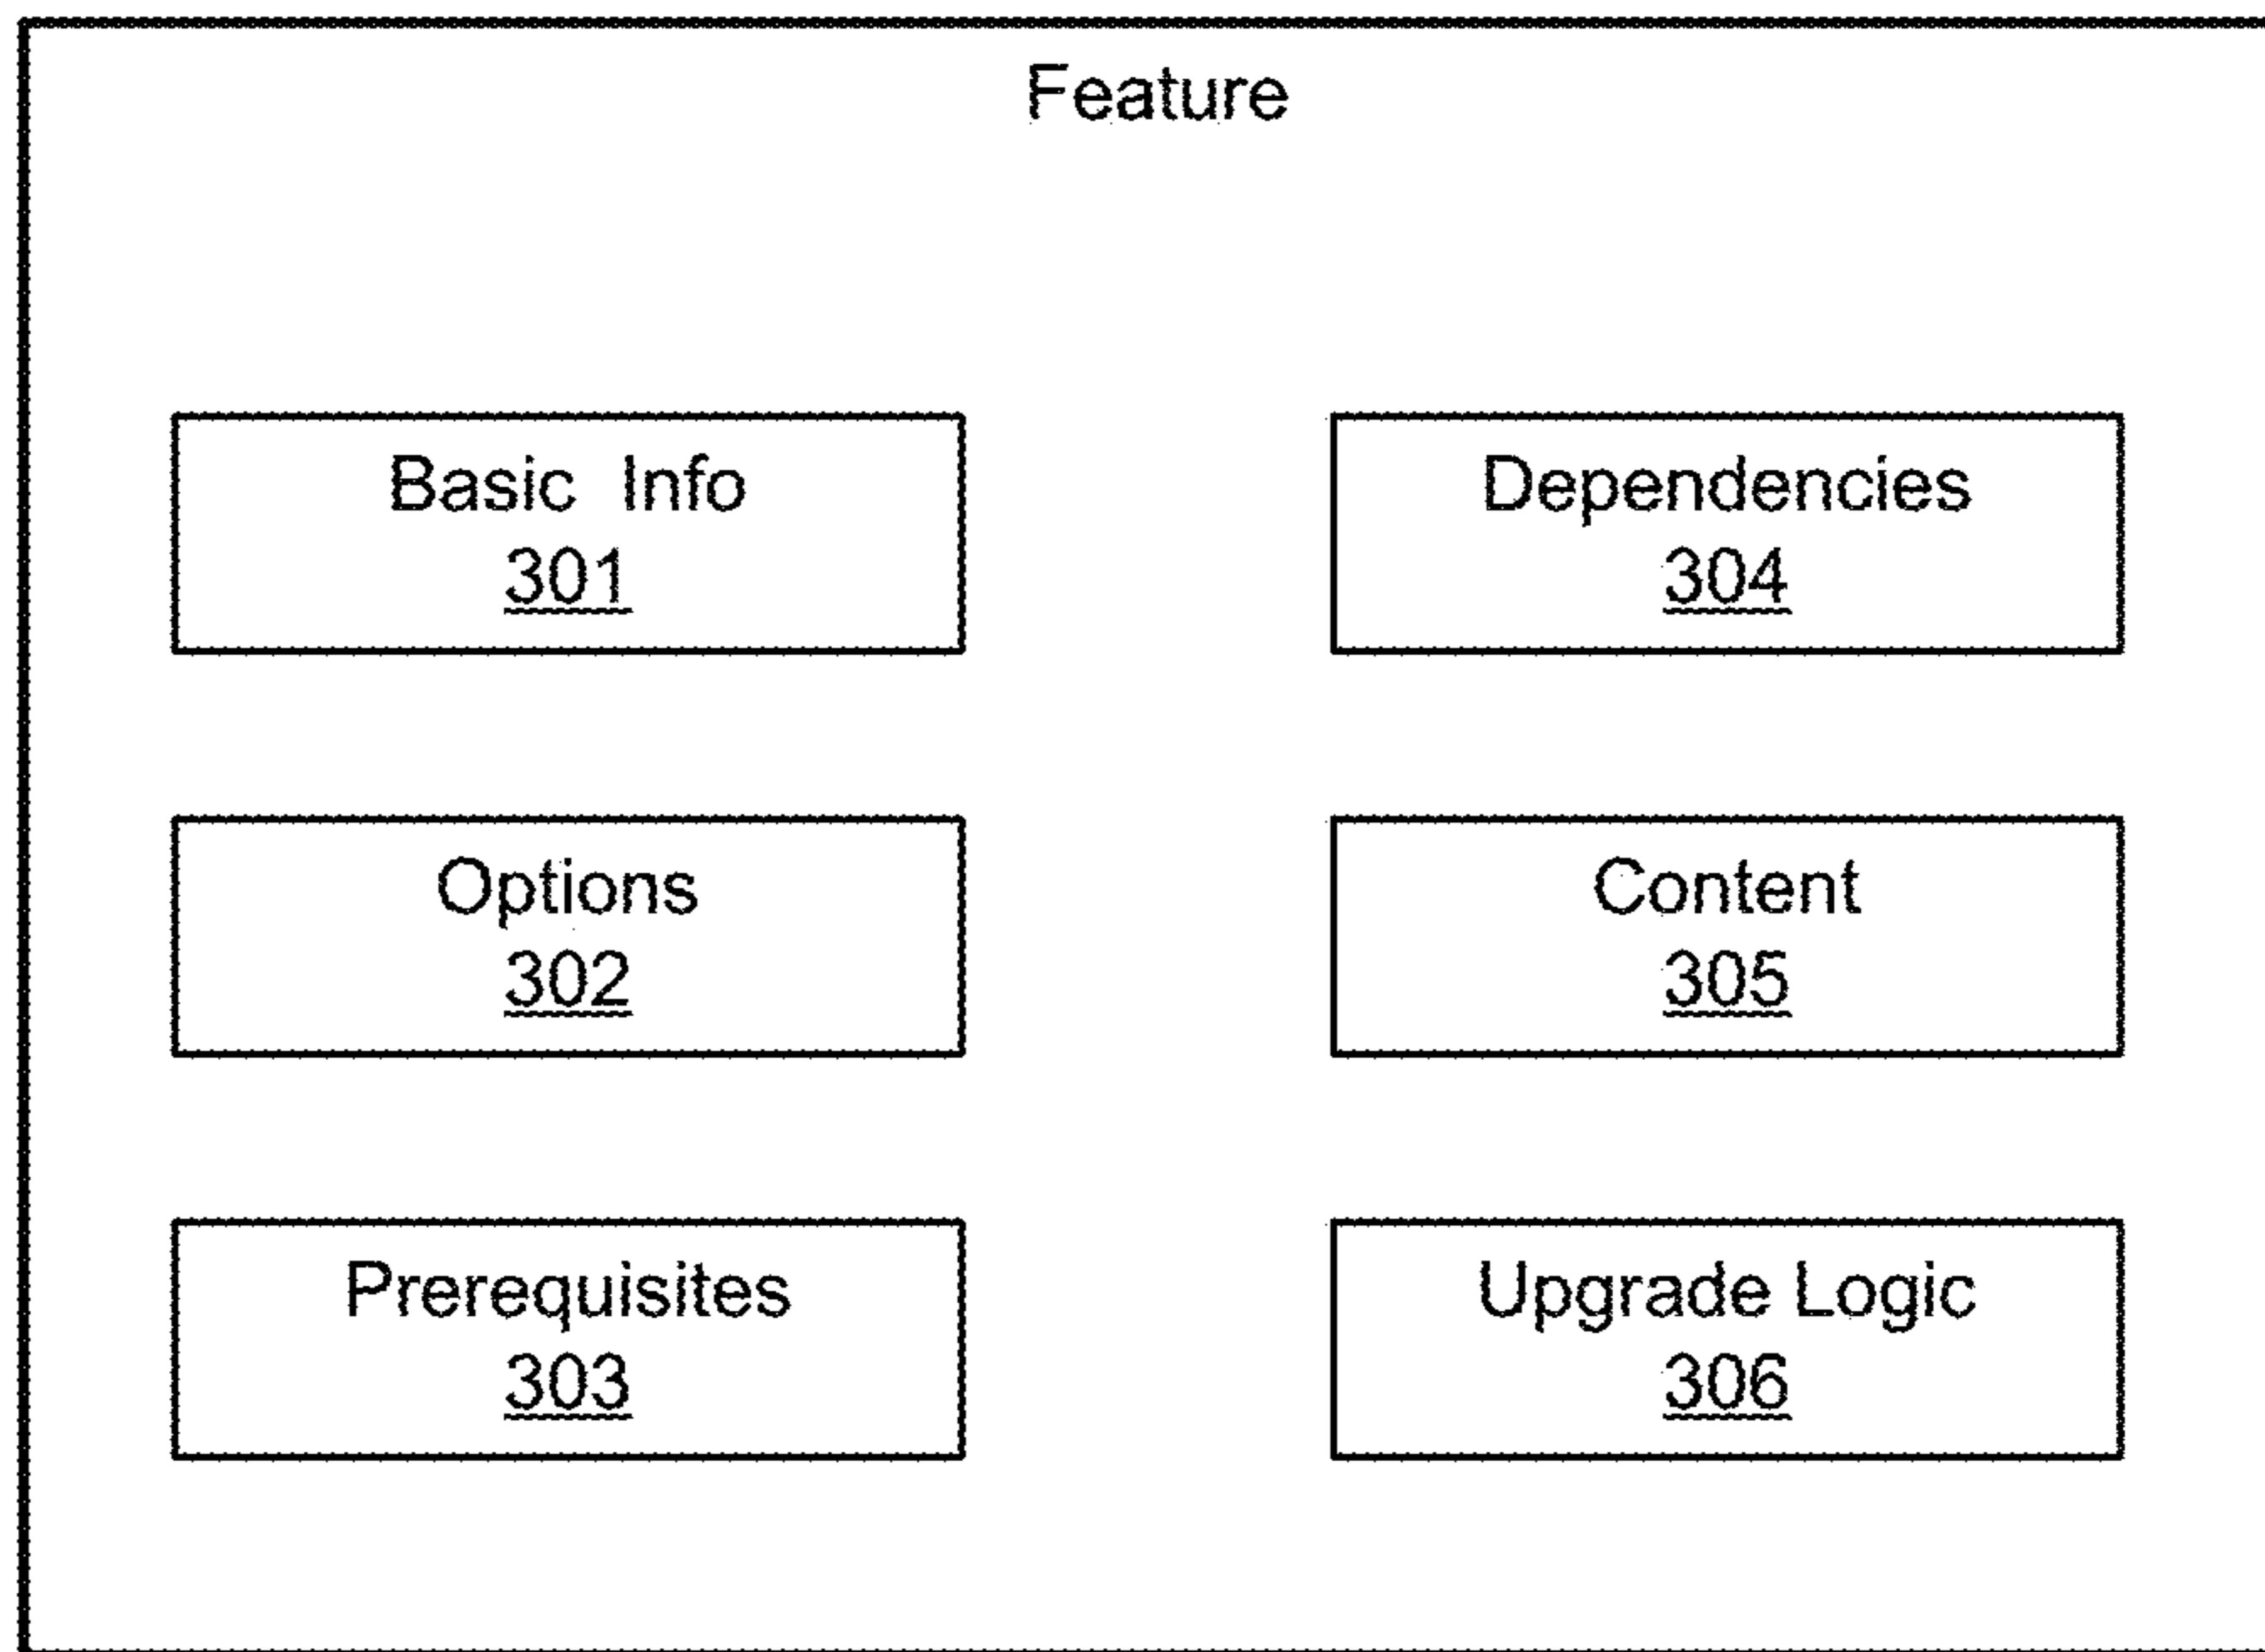 Feature
Basic Info
301
Dependencies
304
Options
302
Content
305
Prerequisites
303
Upgrade Logic
306